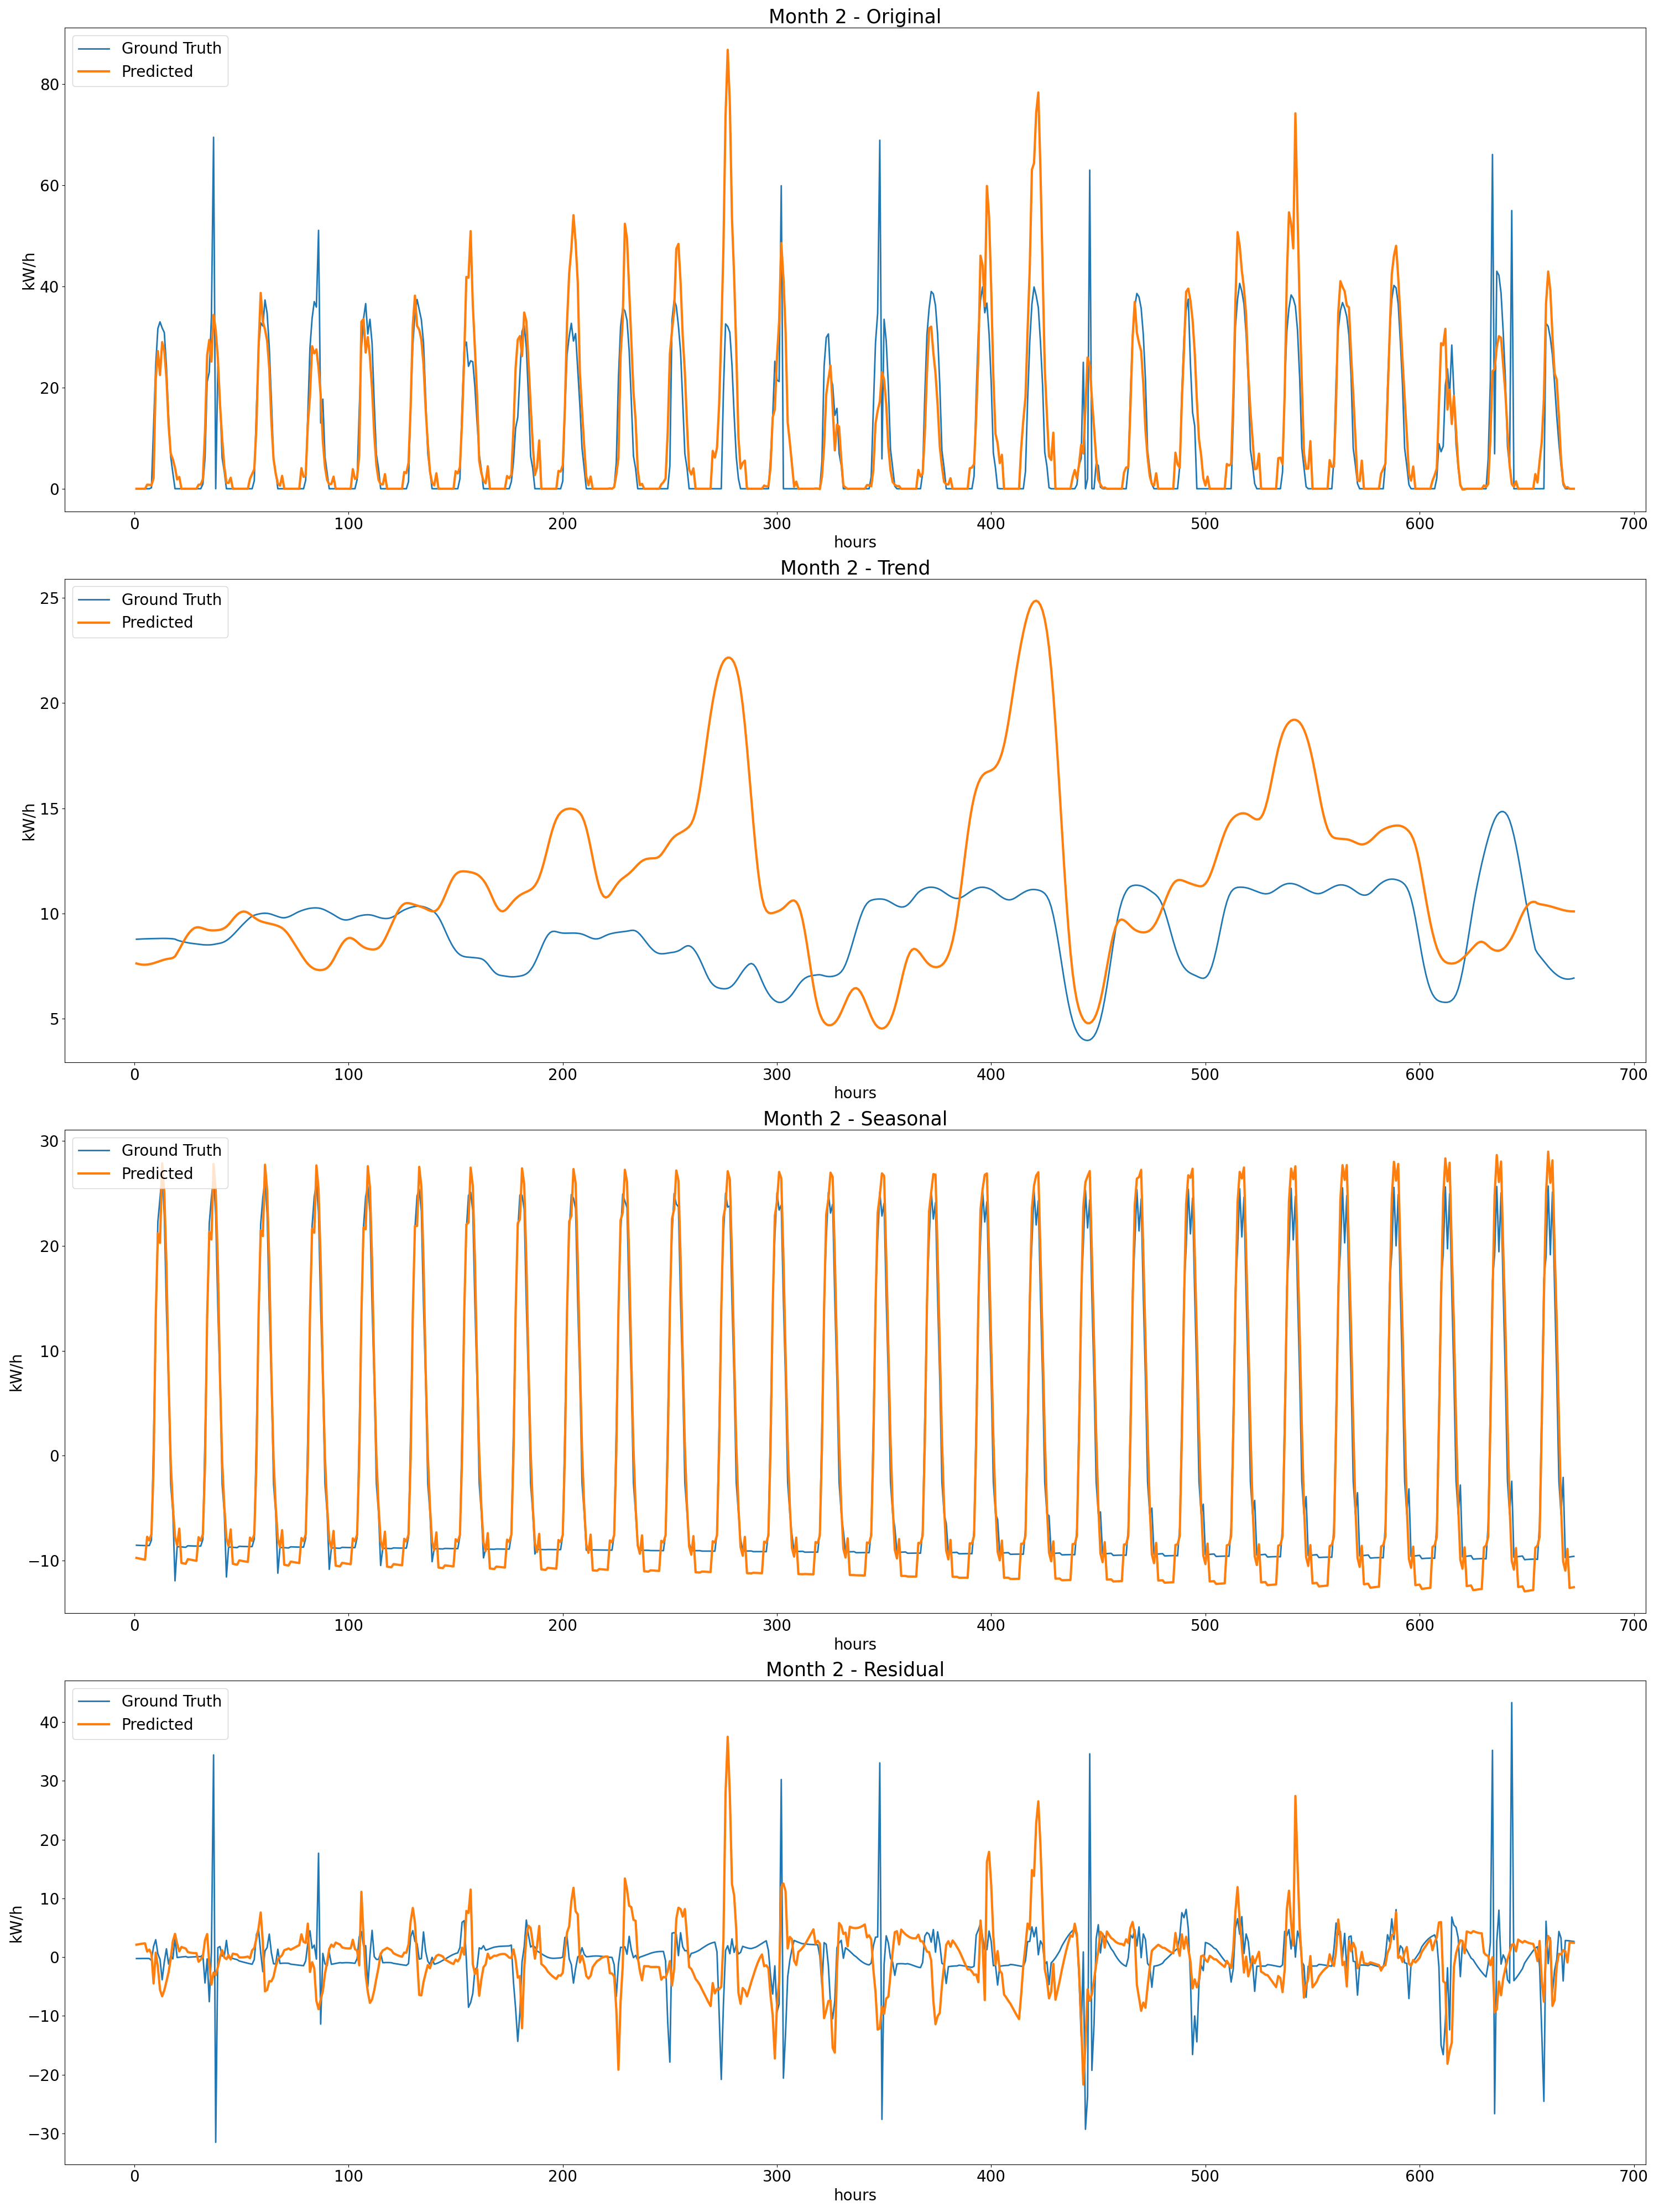 Month 2 - Original
Ground Truth
Predicted
80
60
40
20
0
kW/h
0 100 200 300 400 500 600 700
hours
Month 2 - Trend
Ground Truth
Predicted
25
20
15
10
5
kW/h
0 100 200 300 400 500 600 700
hours
Month 2 - Seasonal
Ground Truth
Predicted
30
20
10
0
−10
kW/h
0 100 200 300 400 500 600 700
hours
Month 2 - Residual
Ground Truth
Predicted
40
30
20
10
0
−10
−20
−30
kW/h
0 100 200 300 400 500 600 700
hours